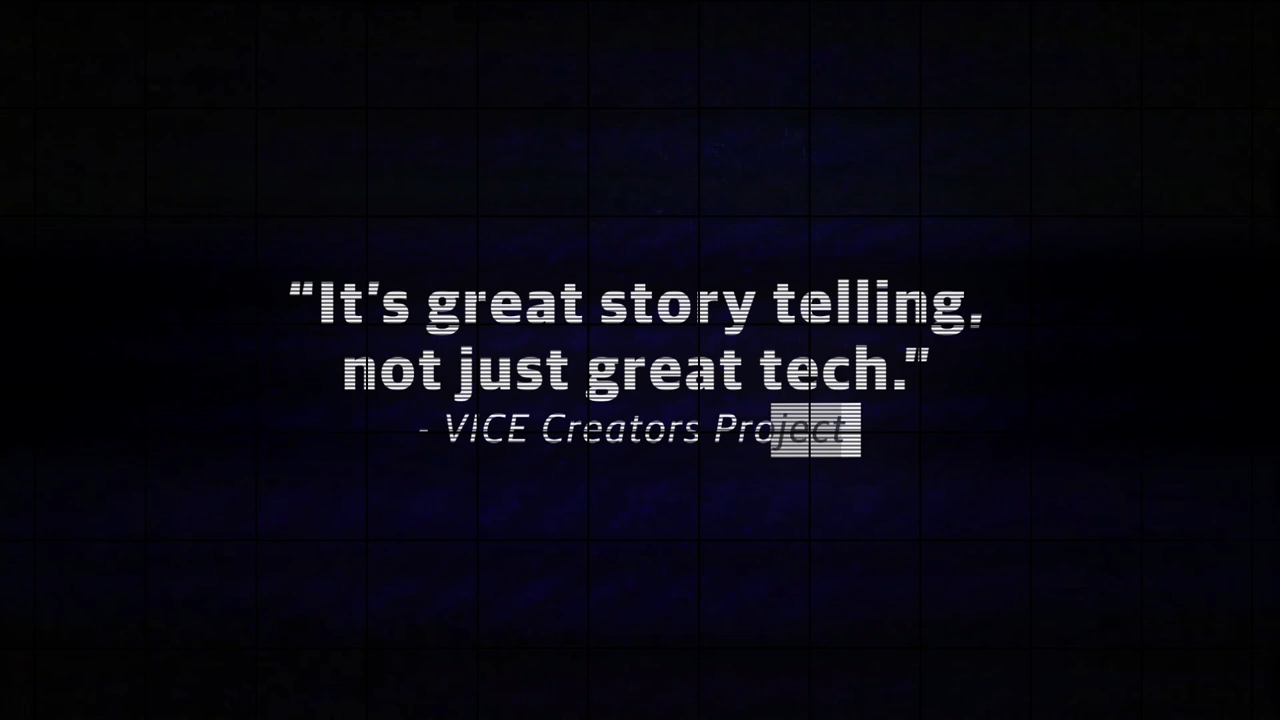 “It's great story telling,
not just great tech.”
- VICE Creators Project